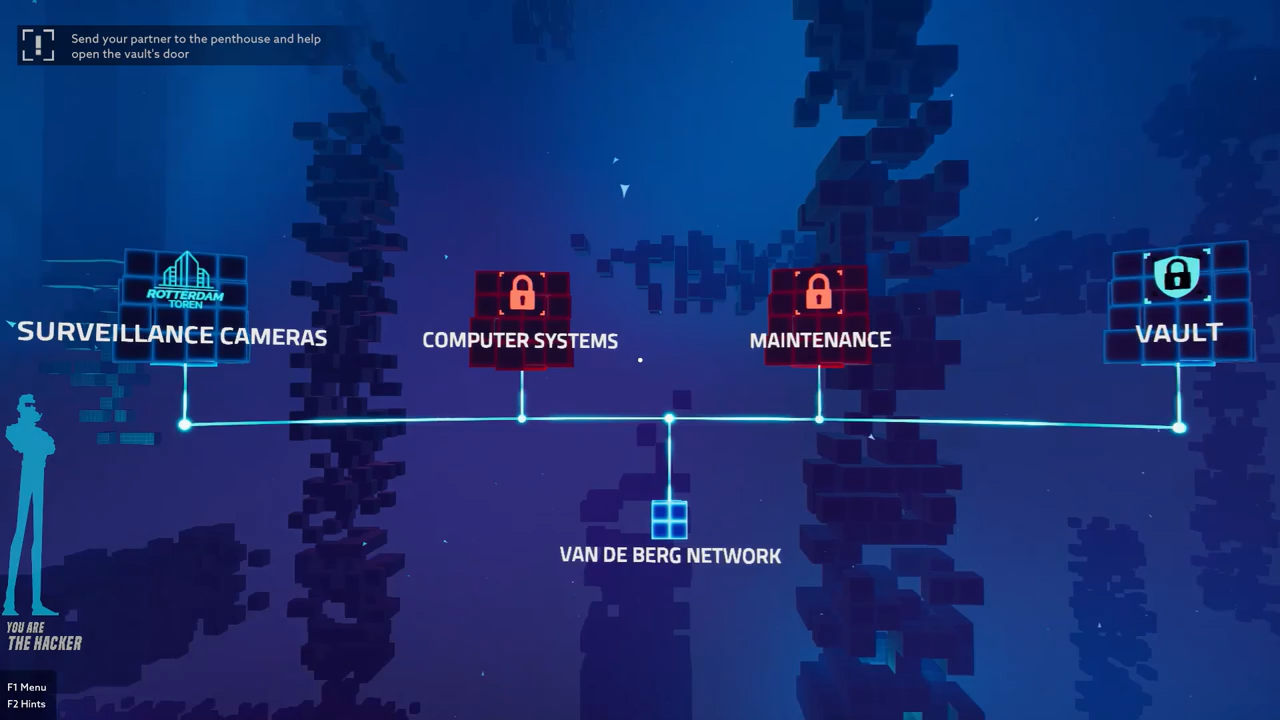 Send your partner to the penthouse and help
open the vault's door
ROTTERDAM
TOREN
SURVEILLANCE CAMERAS
COMPUTER SYSTEMS
MAINTENANCE
VAULT
VAN DE BERG NETWORK
YOU ARE
THE HACKER
F1 Menu
F2 Hints